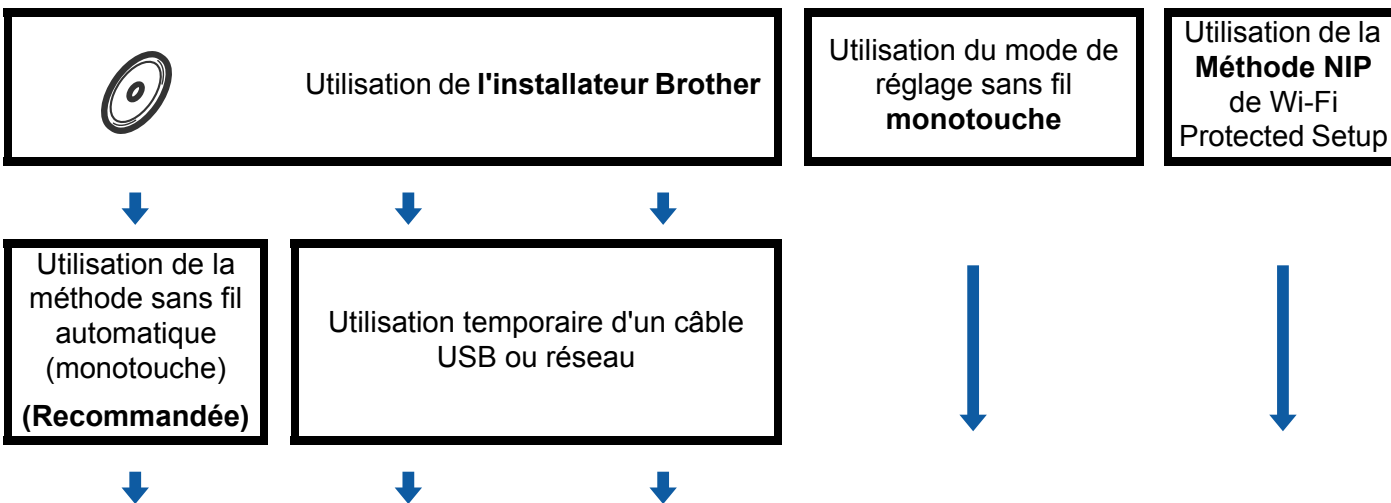 Utilisation de l'installateur Brother
Utilisation du mode de
réglage sans fil
monotouche
Utilisation de la
Méthode NIP
de Wi-Fi
Protected Setup
Utilisation de la
méthode sans fil
automatique
(monotouche)
(Recommandée)
Utilisation temporaire d'un câble
USB ou réseau